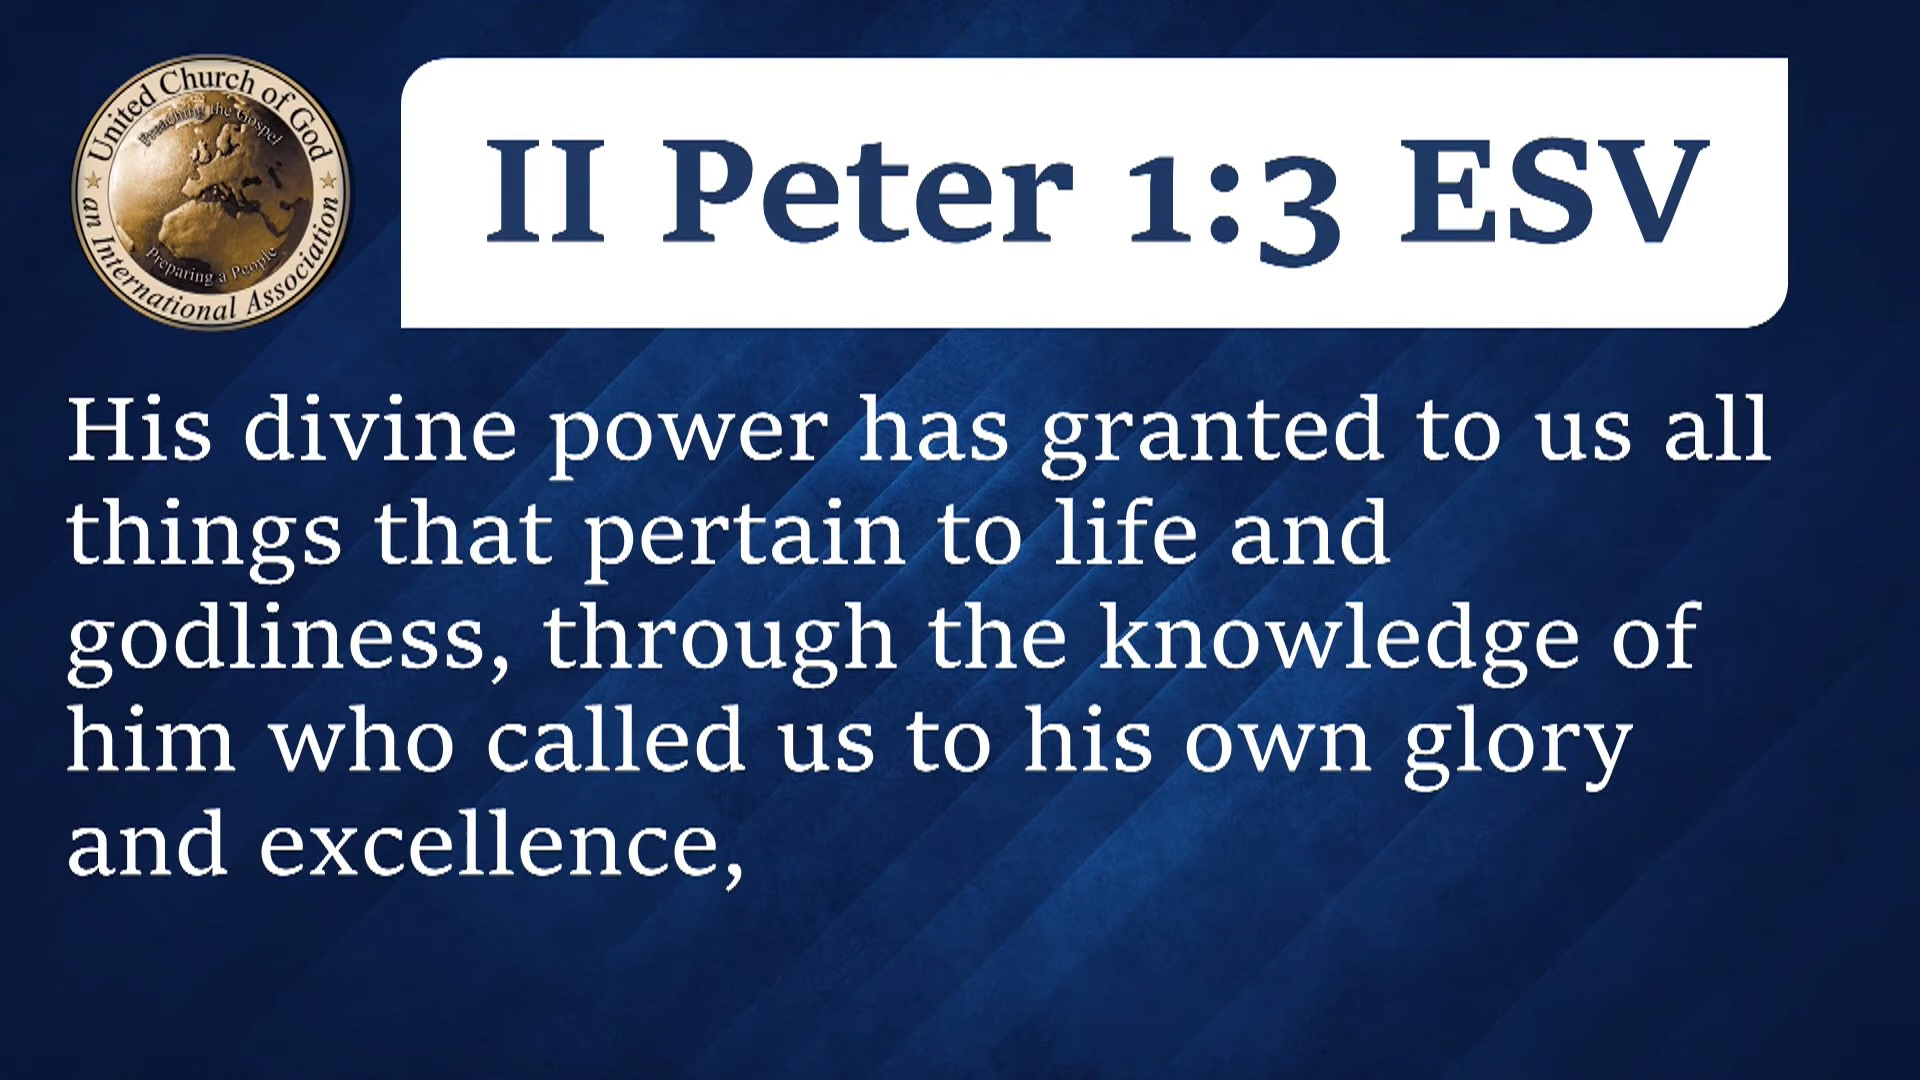 United Church of God
Preaching the Gospel
Preparing a People
an International Association
II Peter 1:3 ESV
His divine power has granted to us all
things that pertain to life and
godliness, through the knowledge of
him who called us to his own glory
and excellence,